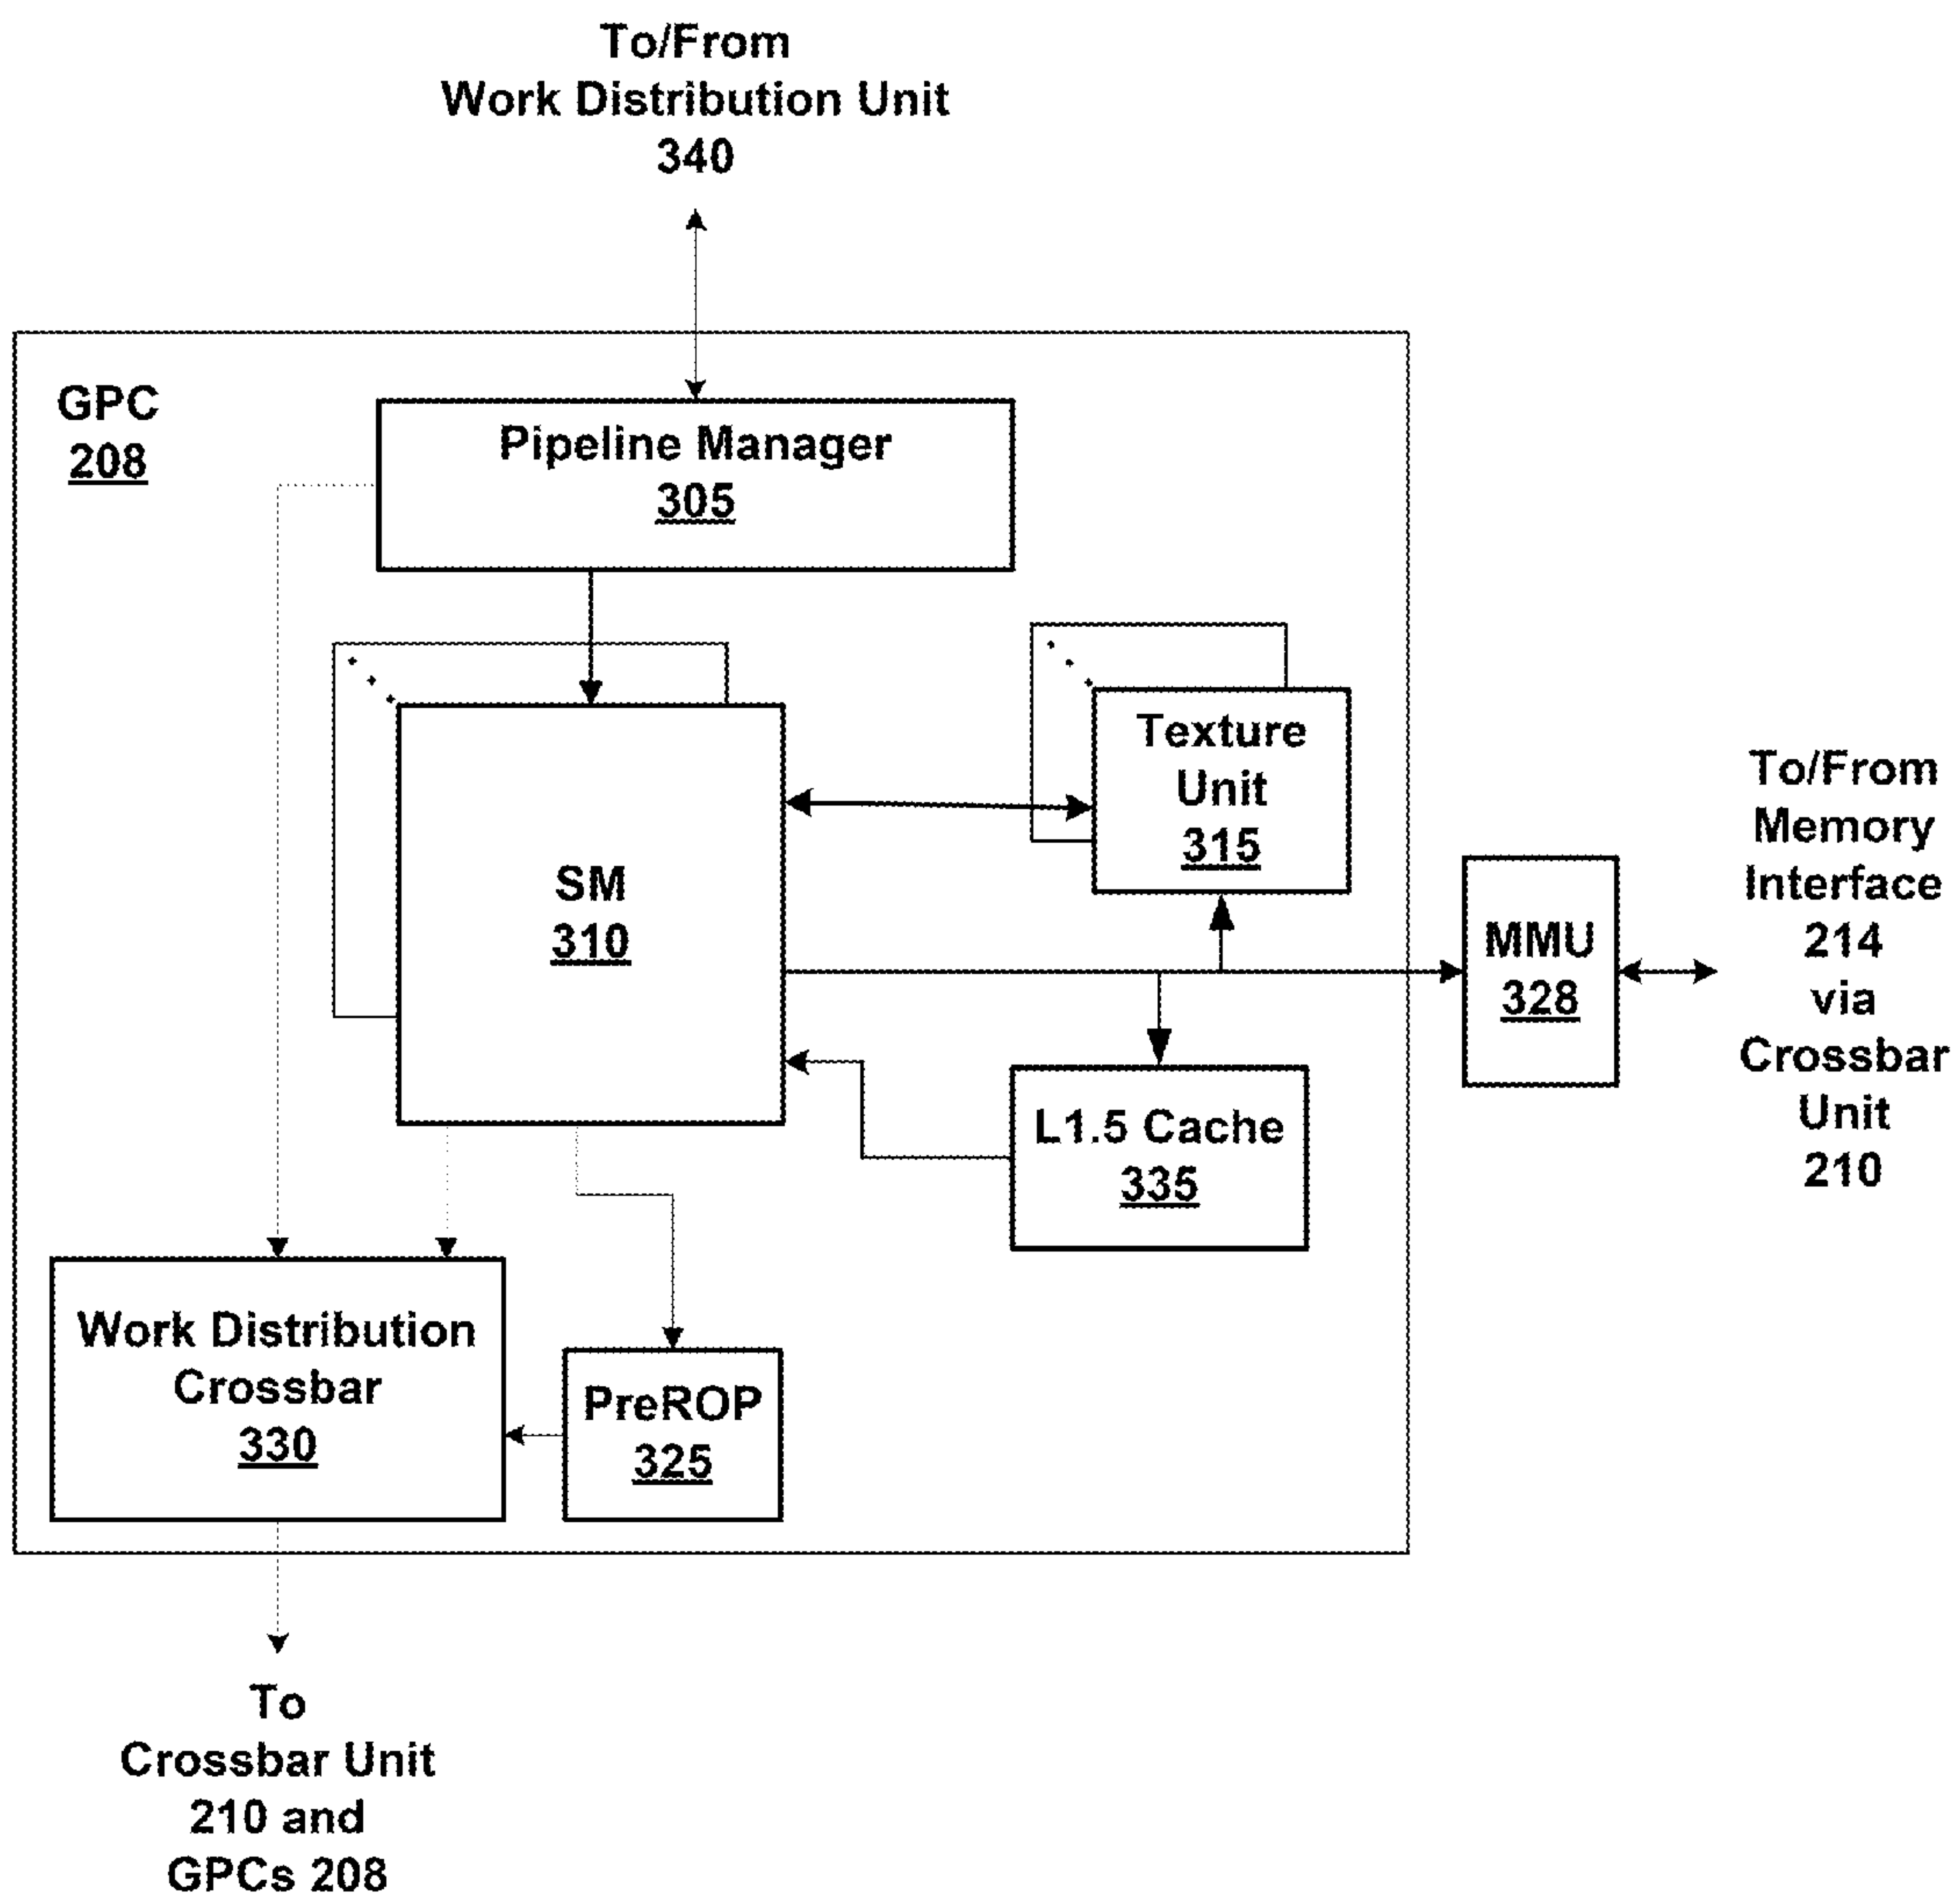 To/From
Work Distribution Unit
340
GPC
208
Pipeline Manager
305
Texture
Unit
315
SM
310
MMU
328
To/From
Memory
Interface
214
via
Crossbar
Unit
210
L1.5 Cache
335
Work Distribution
Crossbar
330
PreROP
325
To
Crossbar Unit
210 and
GPCs 208